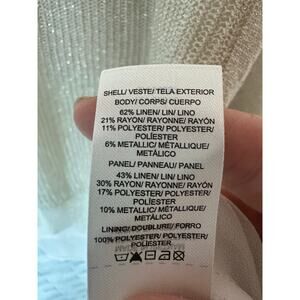 SHELL/ VESTE/ TELA EXTERIOR
BODY/ CORPS/ CUERPO
62% LINEN/ LIN/ LINO
21% RAYON/ RAYONNE/ RAYÓN
11% POLYESTER/ POLYESTER/
POLIÉSTER
6% METALLIC/ MÉTALLIQUE/
METÁLICO
PANEL/ PANNEAU/ PANEL
43% LINEN/ LIN/ LINO
30% RAYON/ RAYONNE/ RAYÓN
17% POLYESTER/ POLYESTER/
POLIÉSTER
10% METALLIC/ MÉTALLIQUE/
METÁLICO
LINING/ DOUBLURE/ FORRO
100% POLYESTER/ POLYESTER/
POLIÉSTER